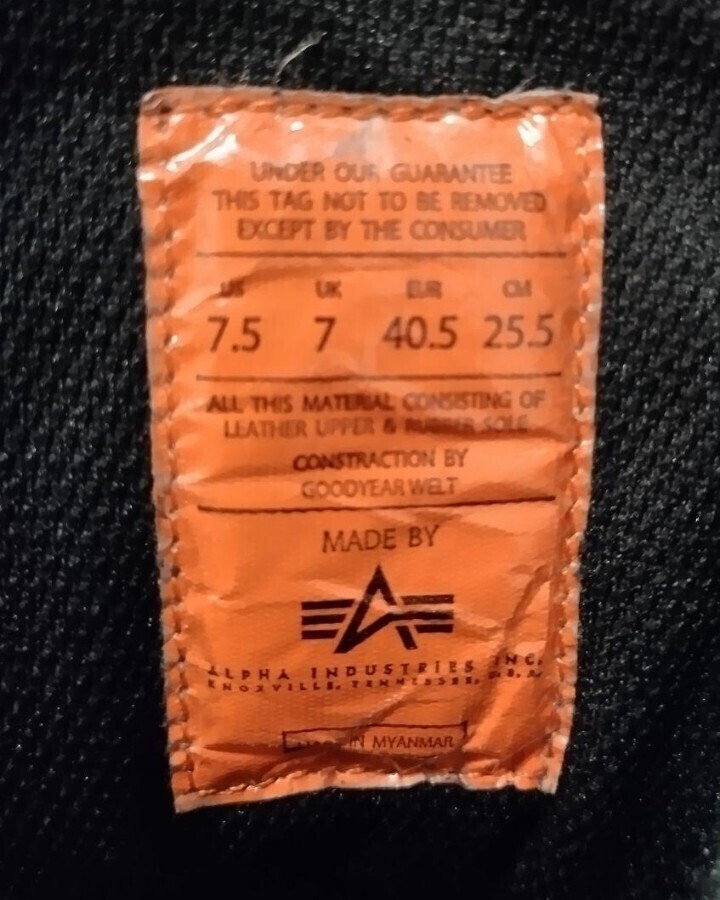 UNDER OUR GUARANTEE
THIS TAG NOT TO BE REMOVED
EXCEPT BY THE CONSUMER
US UK EUR CM
7.5 7 40.5 25.5
ALL THIS MATERIAL CONSISTING OF
LEATHER UPPER & RUBBER SOLE
CONSTRACTION BY
GOODYEAR WELT
MADE BY
ALPHA INDUSTRIES INC.
KNOXVILLE, TENNESSEE, U.S.A.
IN MYANMAR